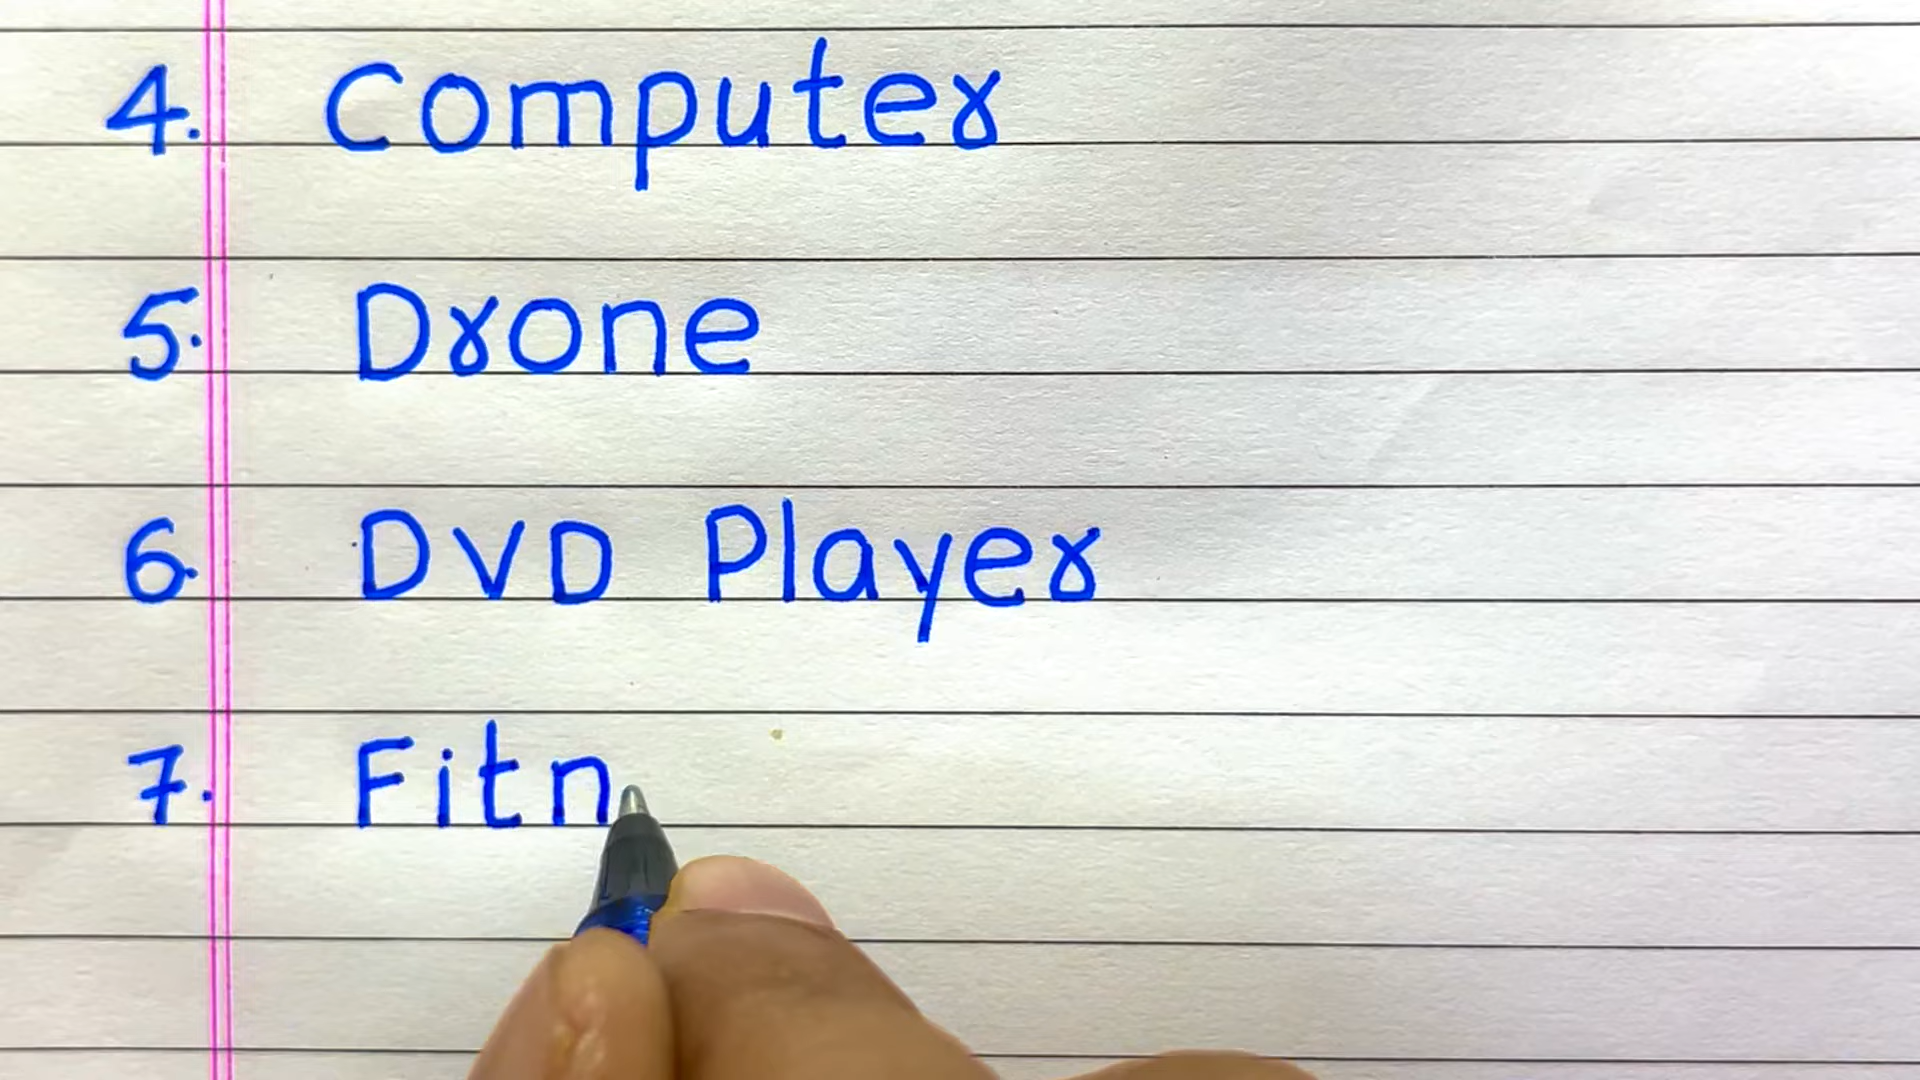 4. Computer
5. Drone
6. DVD Player
7. Fitn